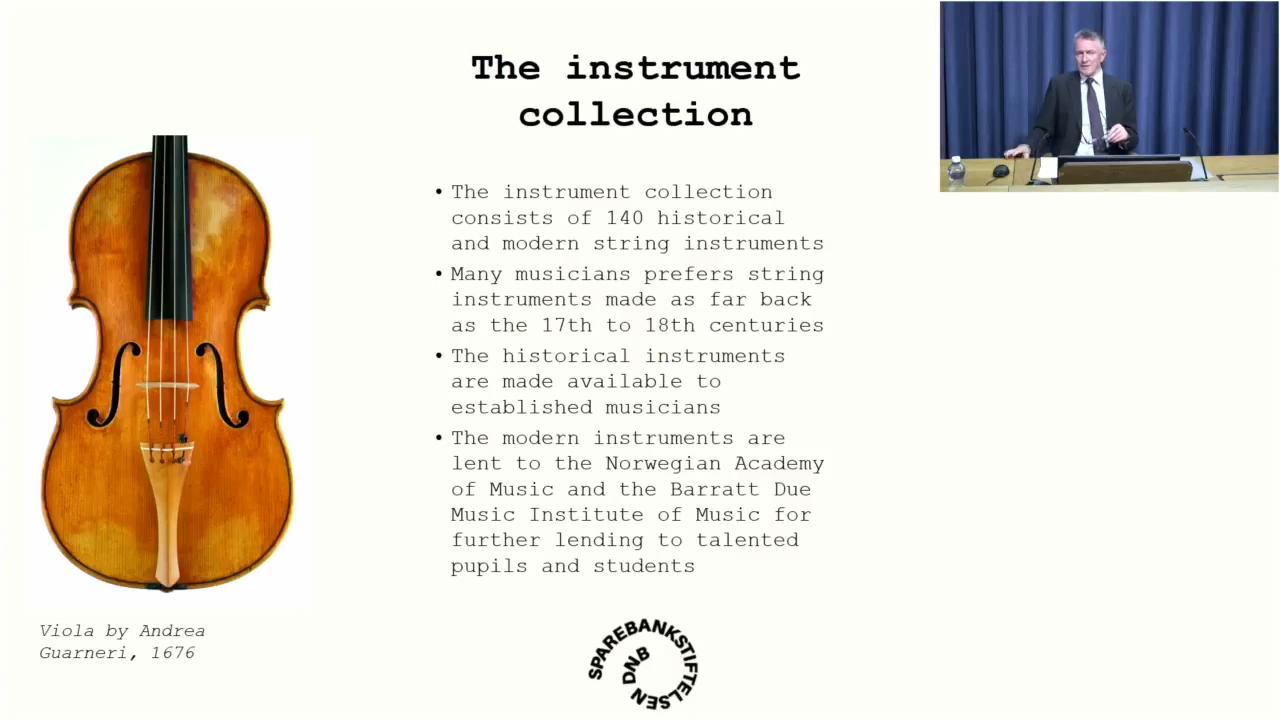 The instrument
collection
• The instrument collection
consists of 140 historical
and modern string instruments
• Many musicians prefers string
instruments made as far back
as the 17th to 18th centuries
• The historical instruments
are made available to
established musicians
• The modern instruments are
lent to the Norwegian Academy
of Music and the Barratt Due
Music Institute of Music for
further lending to talented
pupils and students
Viola by Andrea
Guarneri, 1676
SPAREBANKSTIFTELSEN
DNB